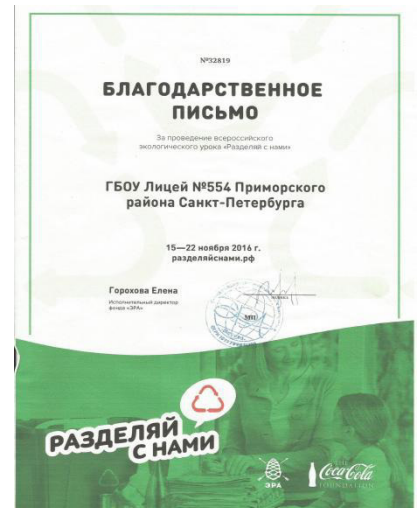 №32819
БЛАГОДАРСТВЕННОЕ
ПИСЬМО
За проведение всероссийского
экологического урока «Разделяй с нами»
ГБОУ Лицей №554 Приморского
района Санкт-Петербурга
15—22 ноября 2016 г.
разделяйснами.рф
Горохова Елена
Исполнительный директор
фонда «ЭРА»
МП
РАЗДЕЛЯЙ
С НАМИ
ЭРА
Coca-Cola
FOUNDATION